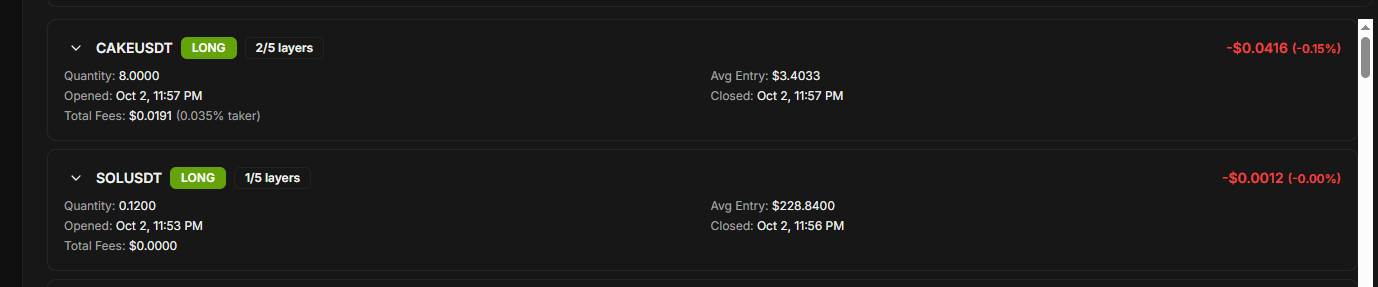 CAKEUSDT LONG 2/5 layers -$0.0416 (-0.15%)
Quantity: 8.0000 Avg Entry: $3.4033
Opened: Oct 2, 11:57 PM Closed: Oct 2, 11:57 PM
Total Fees: $0.0191 (0.035% taker)
SOLUSDT LONG 1/5 layers -$0.0012 (-0.00%)
Quantity: 0.1200 Avg Entry: $228.8400
Opened: Oct 2, 11:53 PM Closed: Oct 2, 11:56 PM
Total Fees: $0.0000